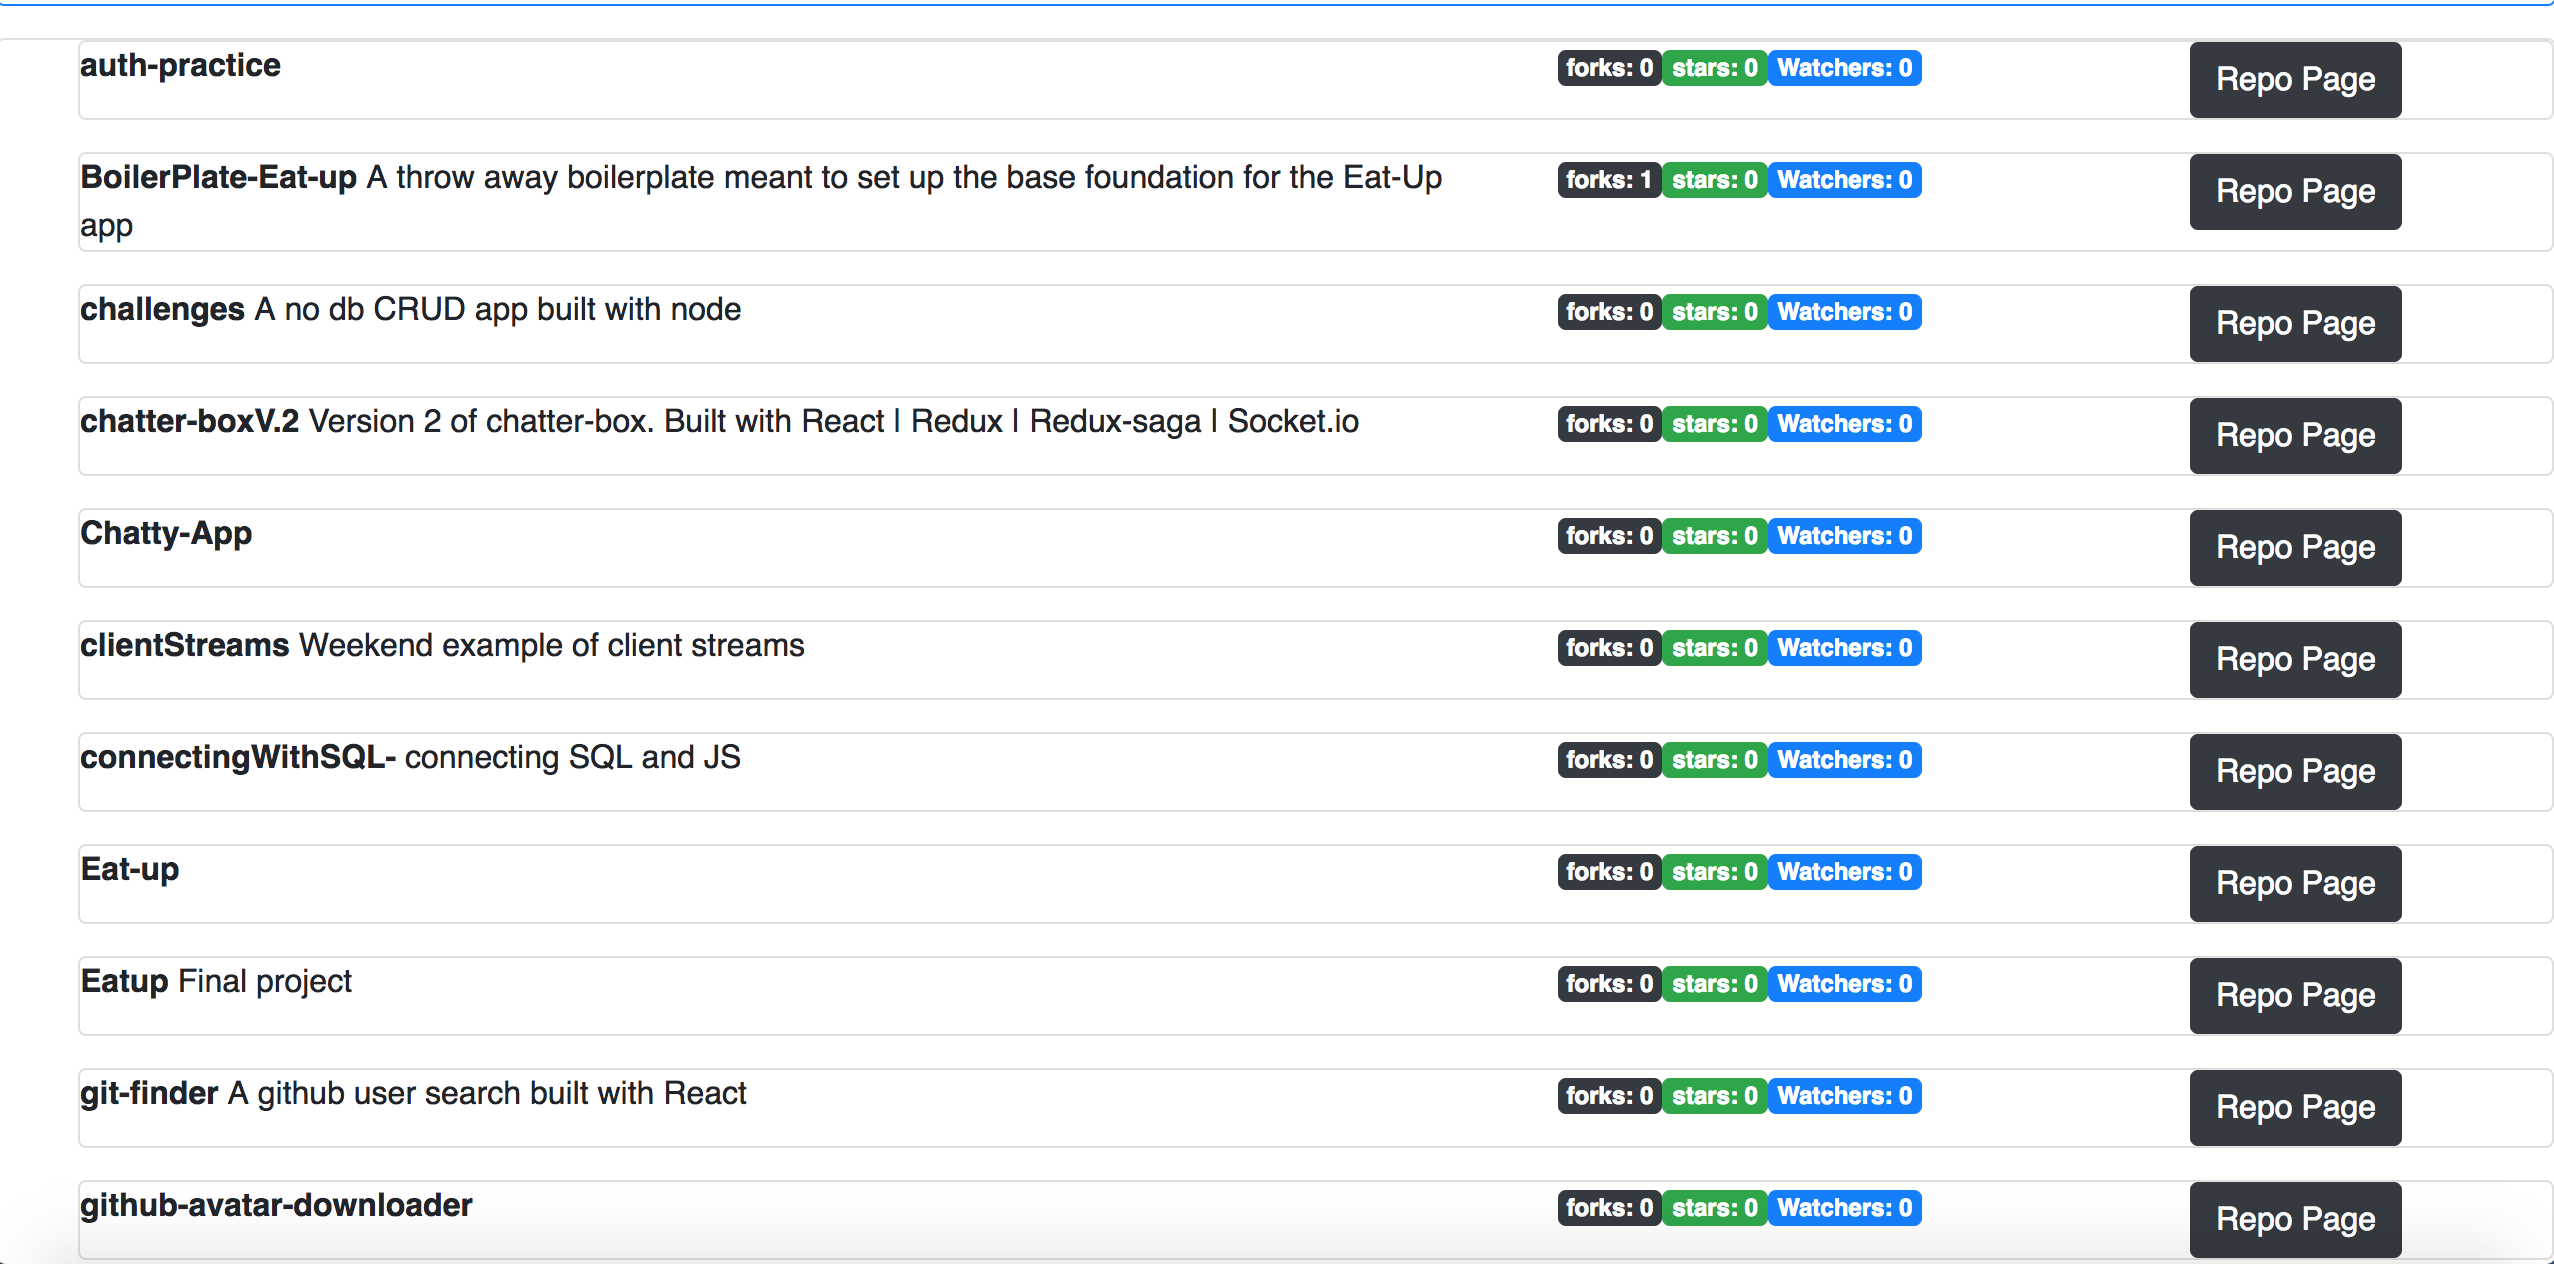 auth-practice forks: 0 stars: 0 Watchers: 0 Repo Page
BoilerPlate-Eat-up A throw away boilerplate meant to set up the base foundation for the Eat-Up forks: 1 stars: 0 Watchers: 0 Repo Page
app
challenges A no db CRUD app built with node forks: 0 stars: 0 Watchers: 0 Repo Page
chatter-boxV.2 Version 2 of chatter-box. Built with React | Redux | Redux-saga | Socket.io forks: 0 stars: 0 Watchers: 0 Repo Page
Chatty-App forks: 0 stars: 0 Watchers: 0 Repo Page
clientStreams Weekend example of client streams forks: 0 stars: 0 Watchers: 0 Repo Page
connectingWithSQL- connecting SQL and JS forks: 0 stars: 0 Watchers: 0 Repo Page
Eat-up forks: 0 stars: 0 Watchers: 0 Repo Page
Eatup Final project forks: 0 stars: 0 Watchers: 0 Repo Page
git-finder A github user search built with React forks: 0 stars: 0 Watchers: 0 Repo Page
github-avatar-downloader forks: 0 stars: 0 Watchers: 0 Repo Page